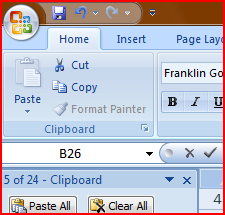 Home Insert Page Layo
Cut
Copy
Paste
Format Painter
Clipboard
Franklin Go
B I U
B26
5 of 24 - Clipboard
Paste All Clear All
4